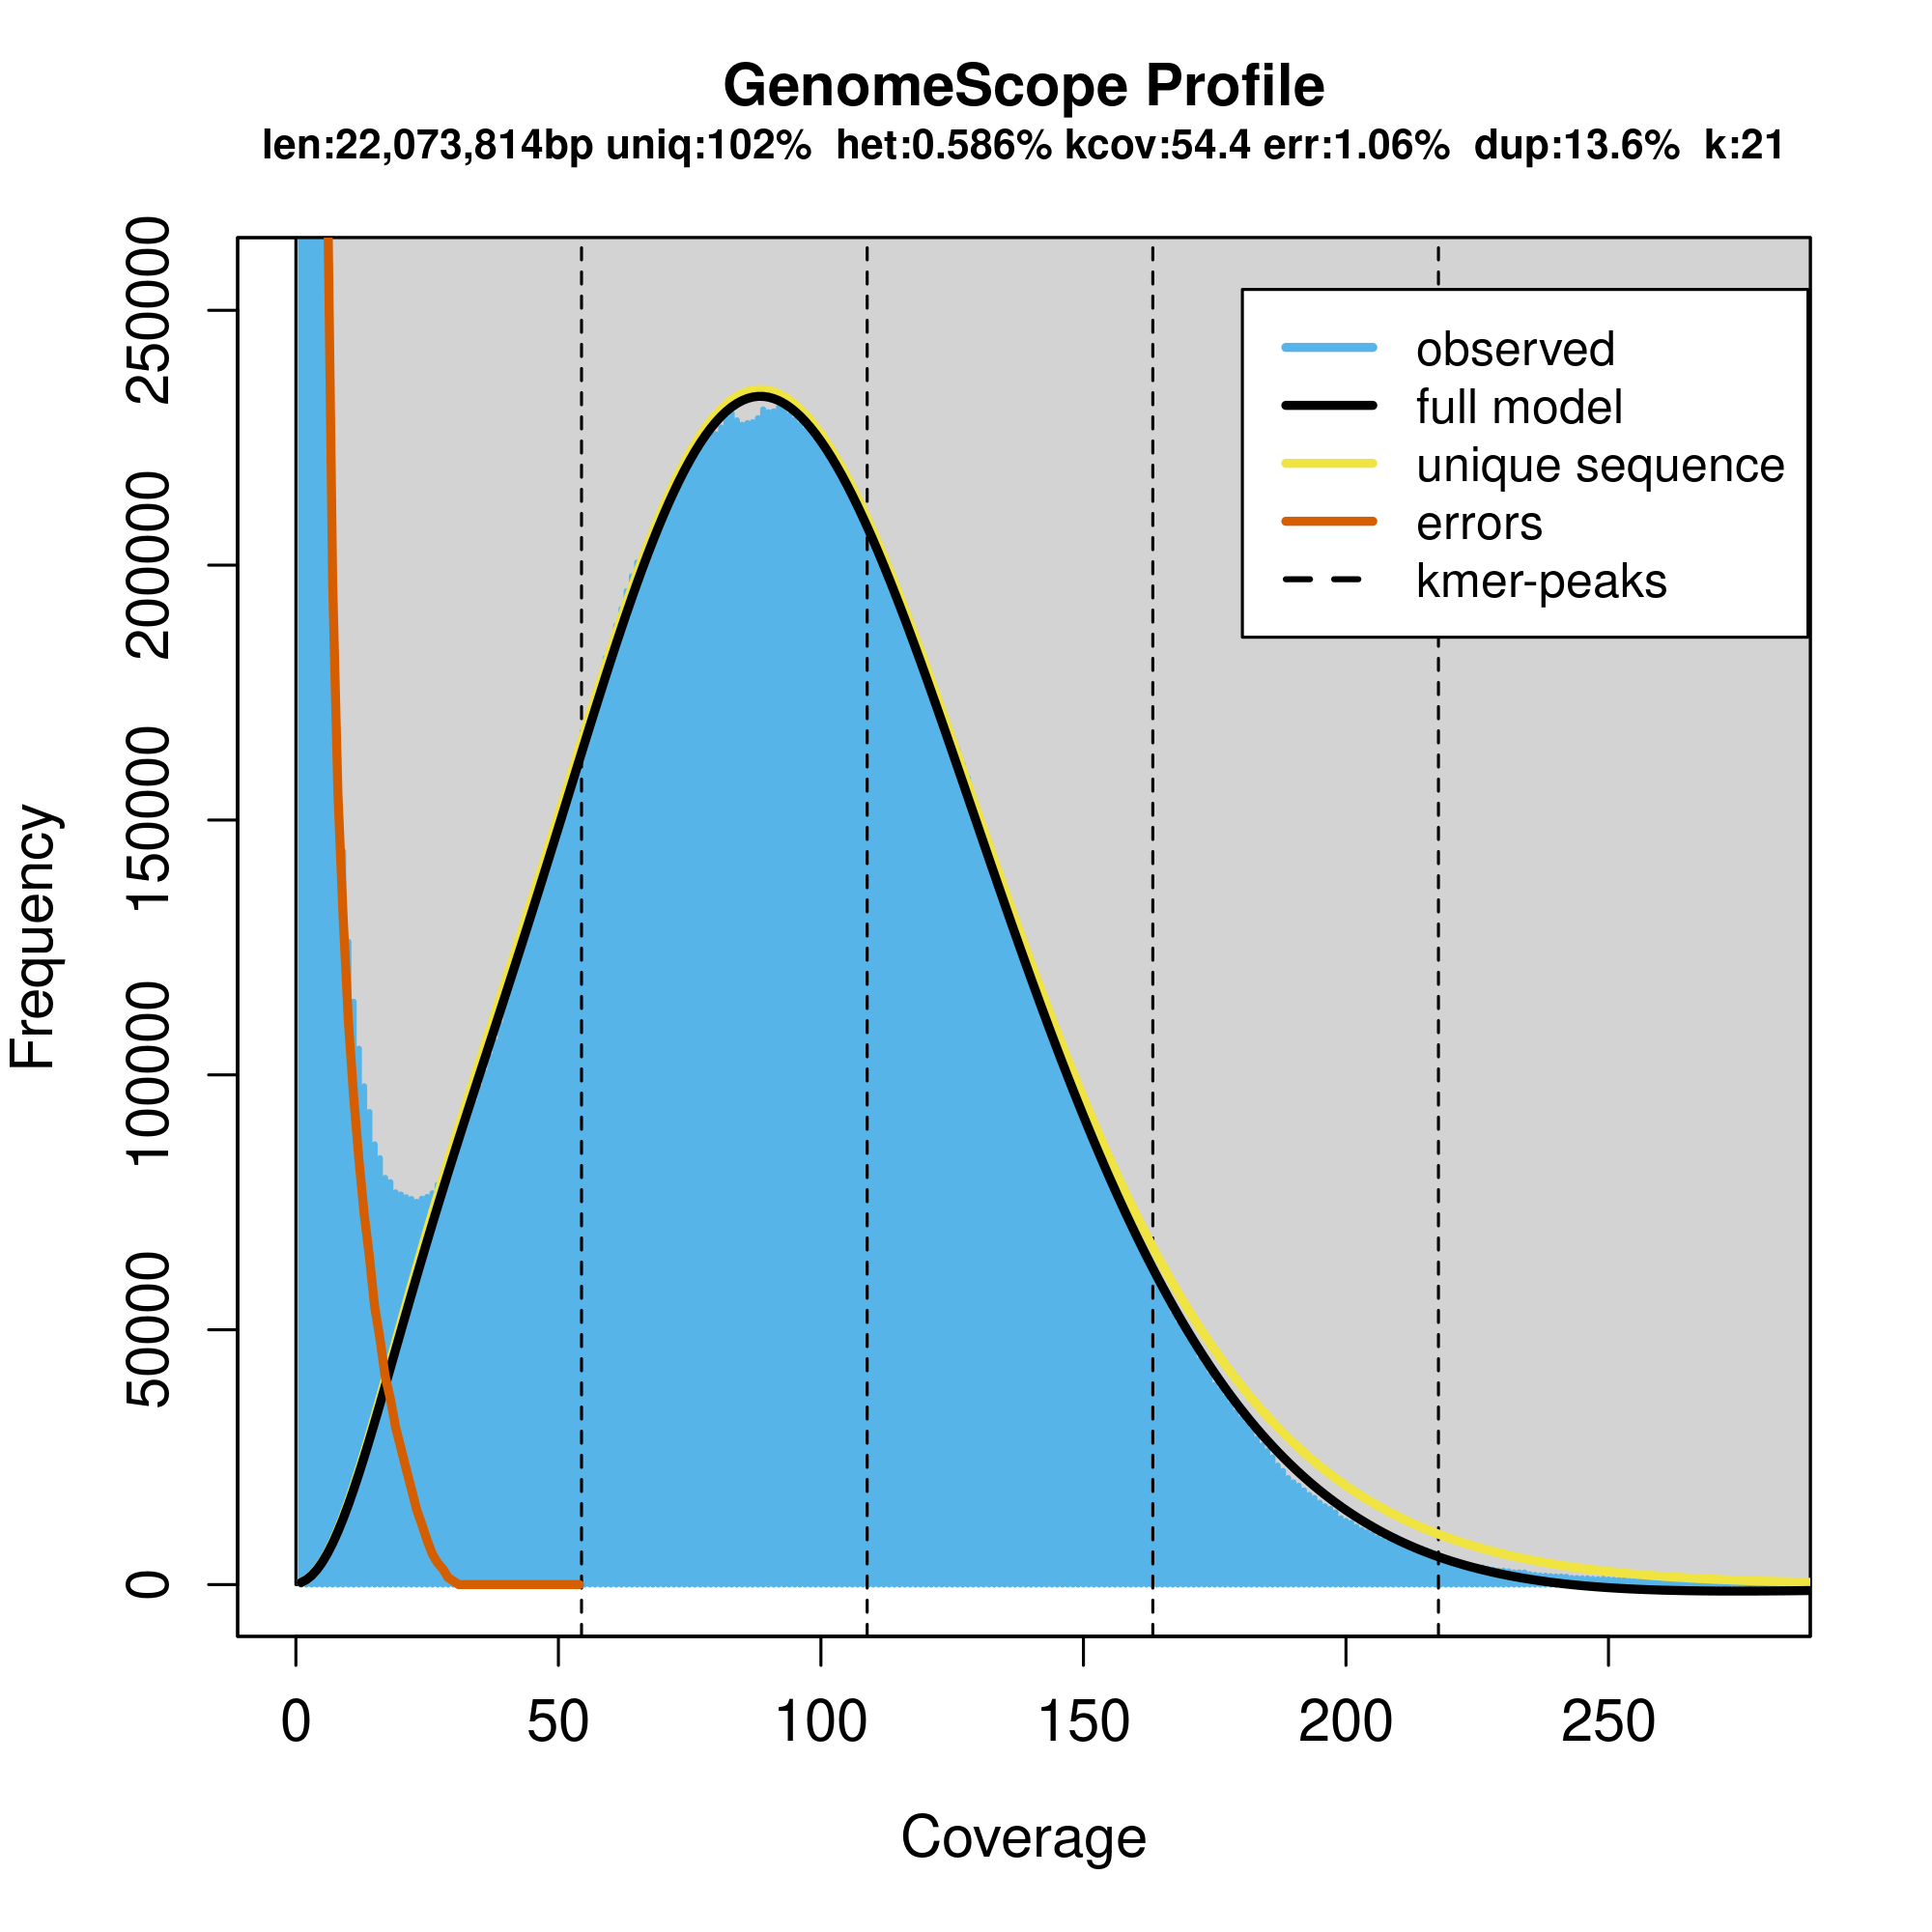 GenomeScope Profile
len:22,073,814bp uniq:102% het:0.586% kcov:54.4 err:1.06% dup:13.6% k:21
observed
full model
unique sequence
errors
kmer-peaks
Frequency
250000
200000
150000
100000
50000
0
0 50 100 150 200 250
Coverage